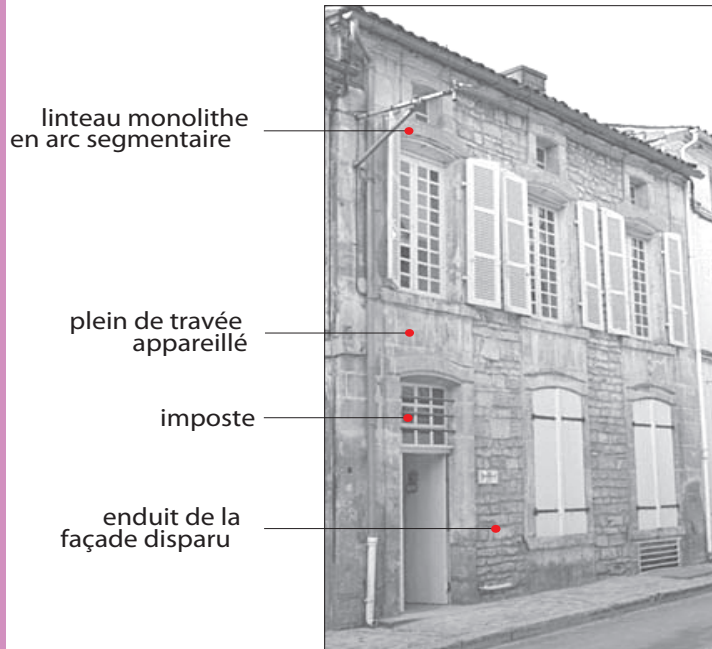 linteau monolithe
en arc segmentaire
plein de travée
appareillé
imposte
enduit de la
façade disparu